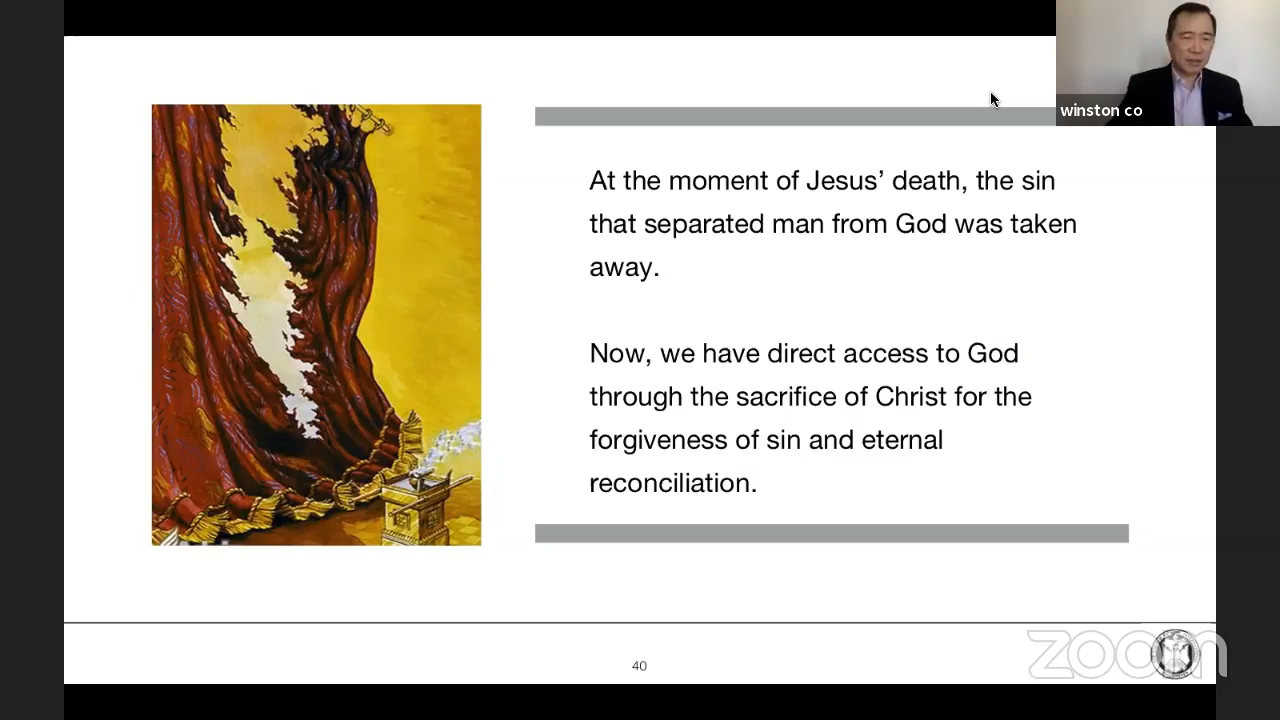 winston co
At the moment of Jesus’ death, the sin
that separated man from God was taken
away.
Now, we have direct access to God
through the sacrifice of Christ for the
forgiveness of sin and eternal
reconciliation.
40
zoom